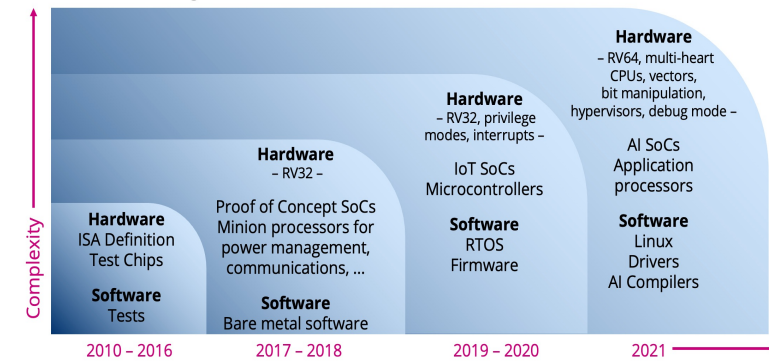 Complexity
Hardware
ISA Definition
Test Chips
Software
Tests
2010 – 2016
Hardware
– RV32 –
Proof of Concept SoCs
Minion processors for
power management,
communications, ...
Software
Bare metal software
2017 – 2018
Hardware
– RV32, privilege
modes, interrupts –
IoT SoCs
Microcontrollers
Software
RTOS
Firmware
2019 – 2020
Hardware
– RV64, multi-heart
CPUs, vectors,
bit manipulation,
hypervisors, debug mode –
AI SoCs
Application
processors
Software
Linux
Drivers
AI Compilers
2021